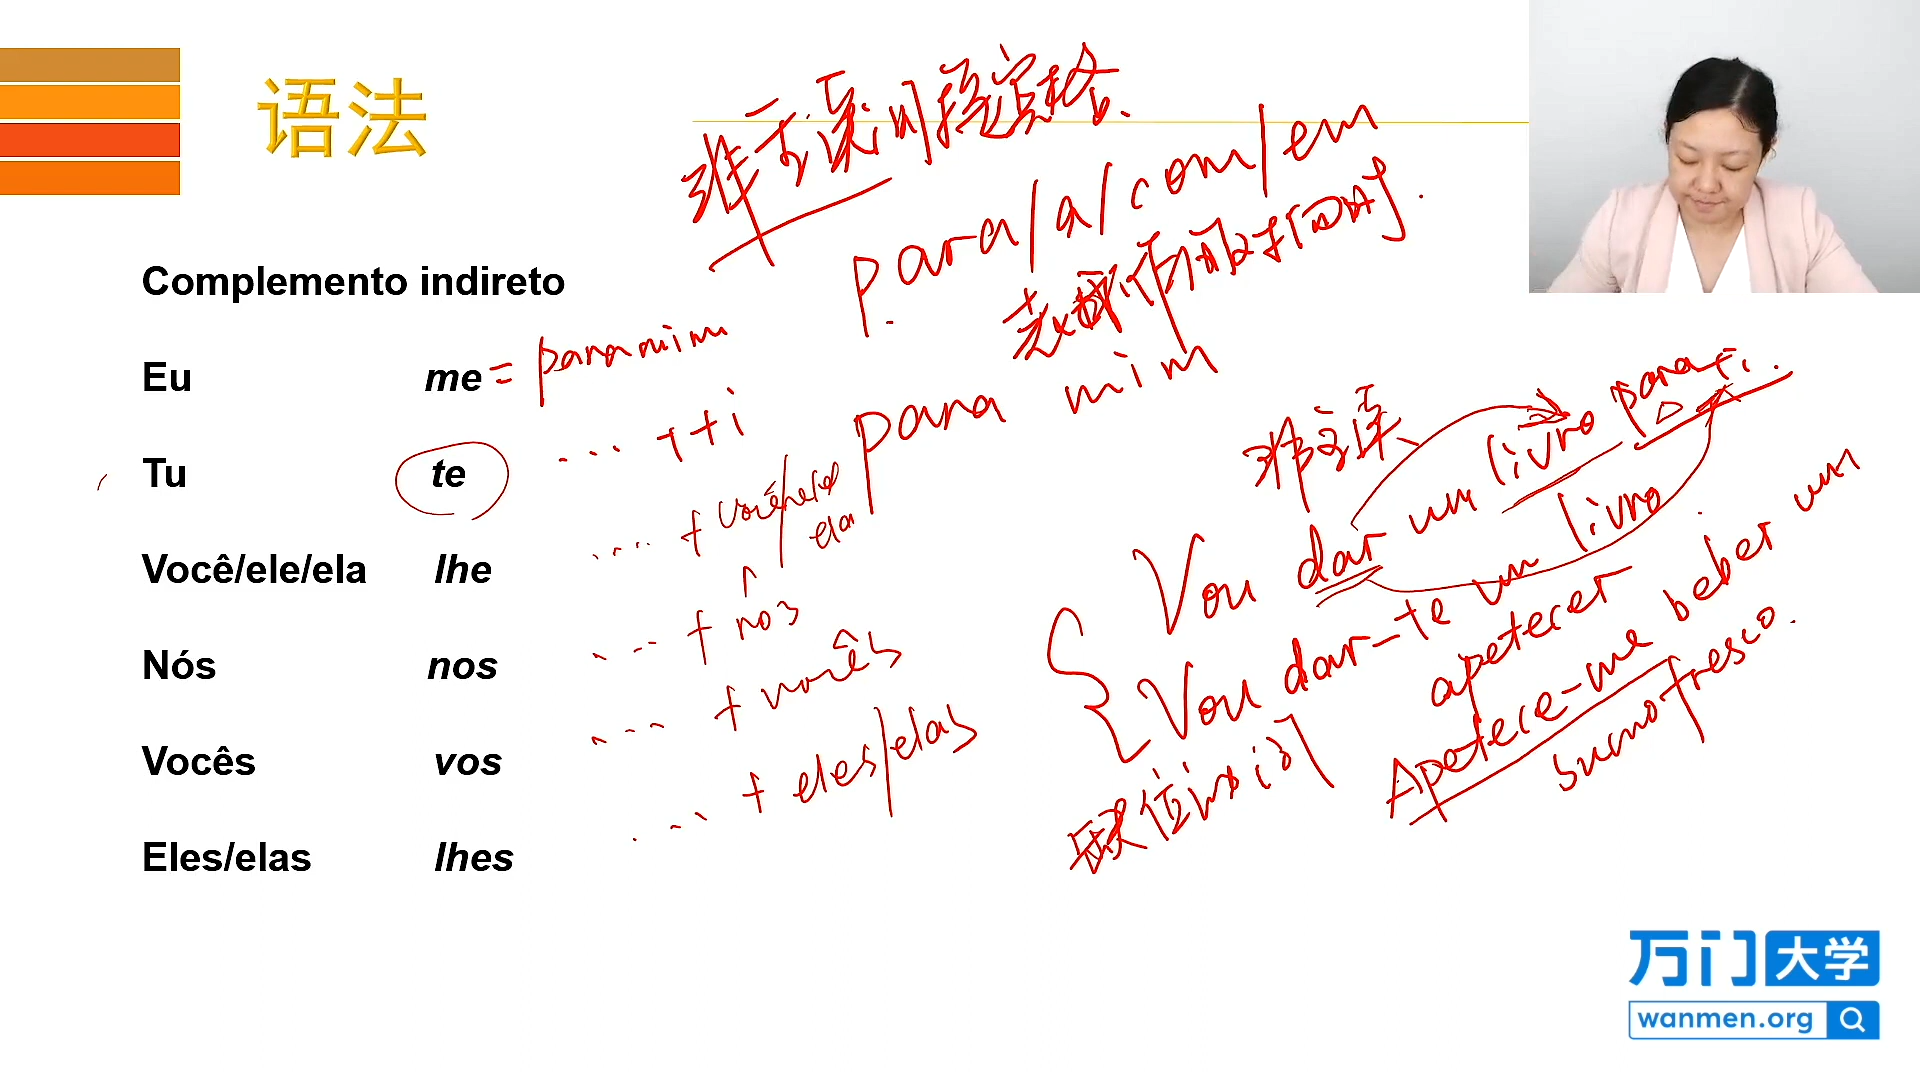 语法
para/a/com/em
Complemento indireto
Eu me = para mim
para mim
Tu te ... + ti
Você/ele/ela lhe .... + você/ele/
ela
Nós nos ... + nós
Vocês vos ... + vocês
Eles/elas lhes ... + eles/elas
非宾语
Vou dar um livro para ti.
Vou dar-te um livro
apetecer
Apetece-me beber um
sumo fresco.
万门大学
wanmen.org